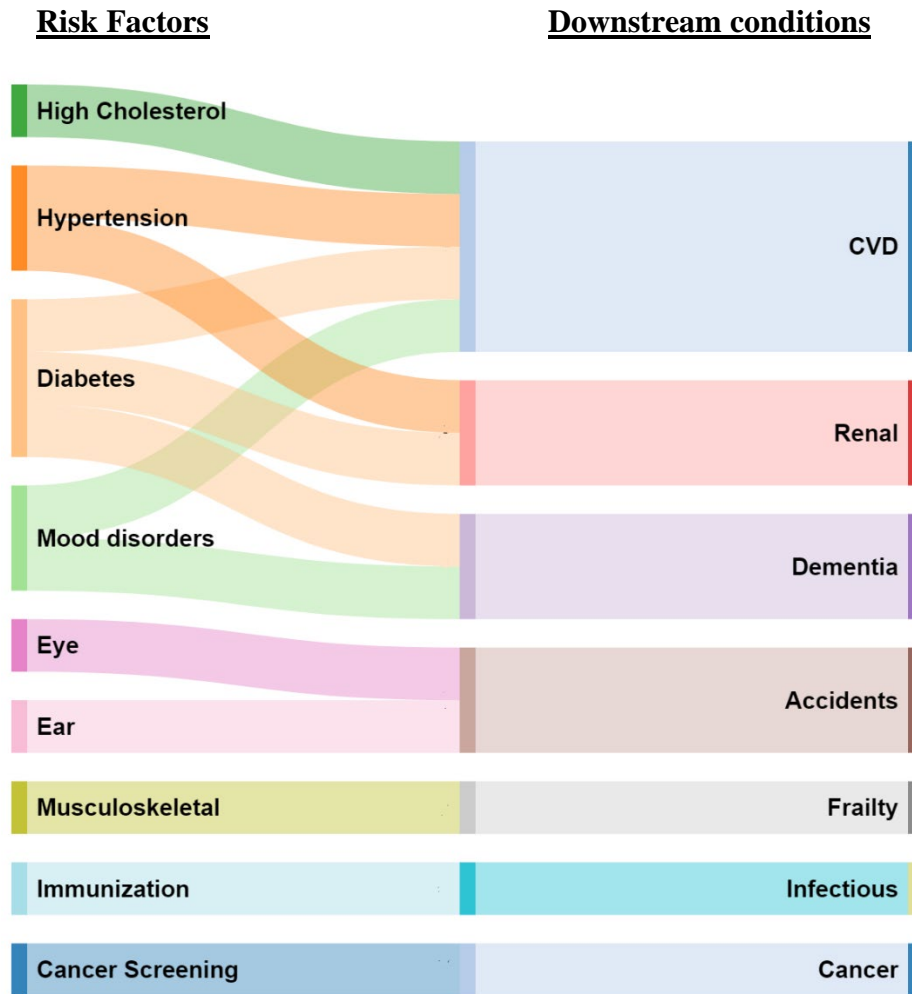 Risk Factors
Downstream conditions
High Cholesterol
Hypertension
Diabetes
Mood disorders
Eye
Ear
Musculoskeletal
Immunization
Cancer Screening
CVD
Renal
Dementia
Accidents
Frailty
Infectious
Cancer